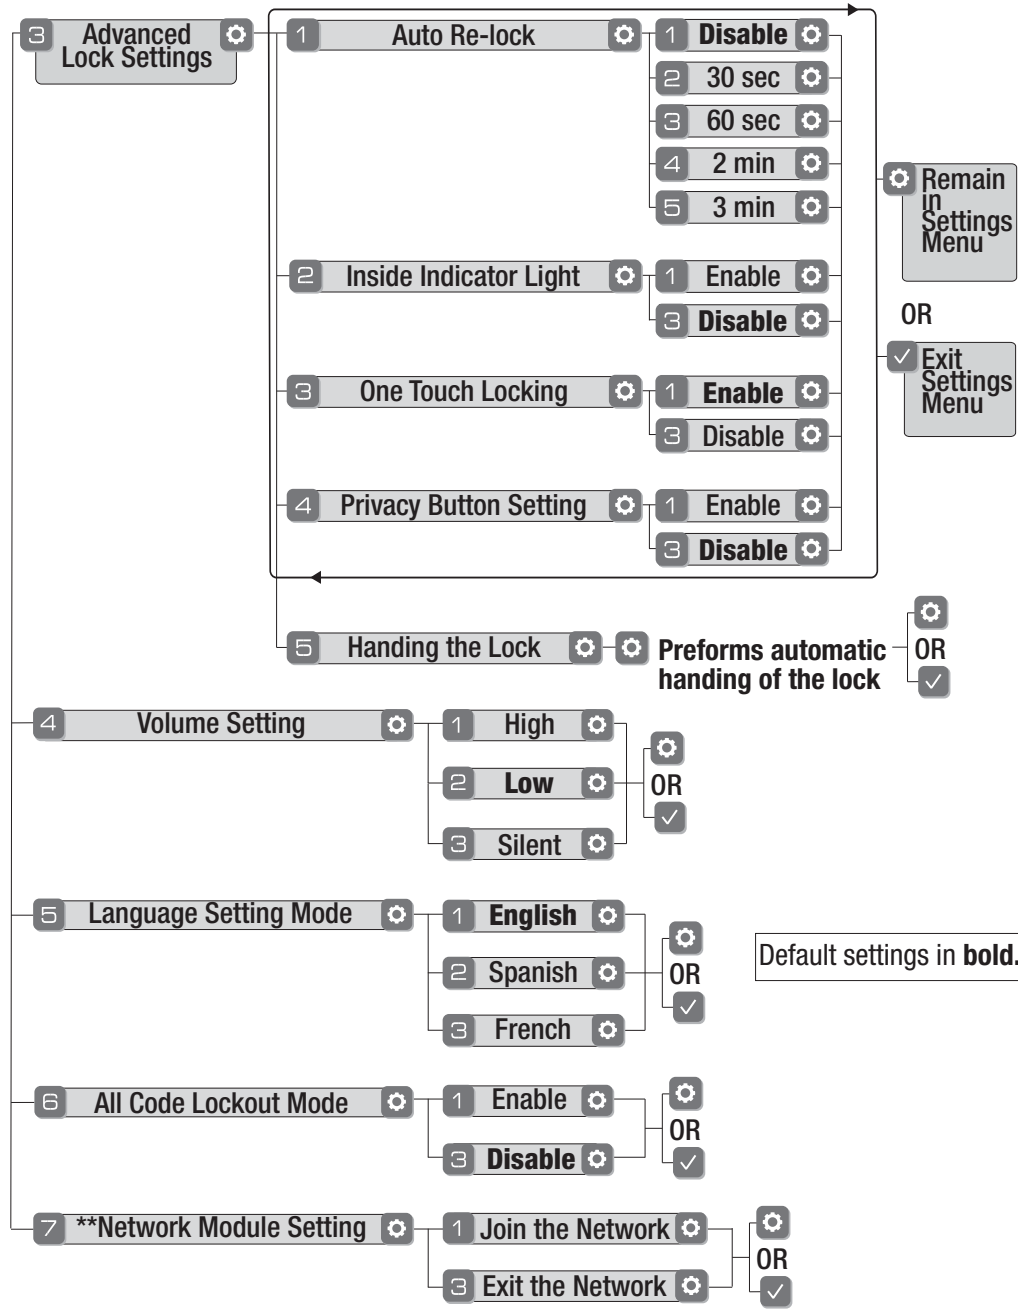 3 Advanced
Lock Settings
1 Auto Re-lock
1 Disable
2 30 sec
3 60 sec
4 2 min
5 3 min
2 Inside Indicator Light
1 Enable
3 Disable
3 One Touch Locking
1 Enable
3 Disable
4 Privacy Button Setting
1 Enable
3 Disable
Remain
in
Settings
Menu
OR
Exit
Settings
Menu
5 Handing the Lock
Preforms automatic
handing of the lock
OR
4 Volume Setting
1 High
2 Low
3 Silent
OR
5 Language Setting Mode
1 English
2 Spanish
3 French
OR
Default settings in bold.
6 All Code Lockout Mode
1 Enable
3 Disable
OR
7 **Network Module Setting
1 Join the Network
3 Exit the Network
OR